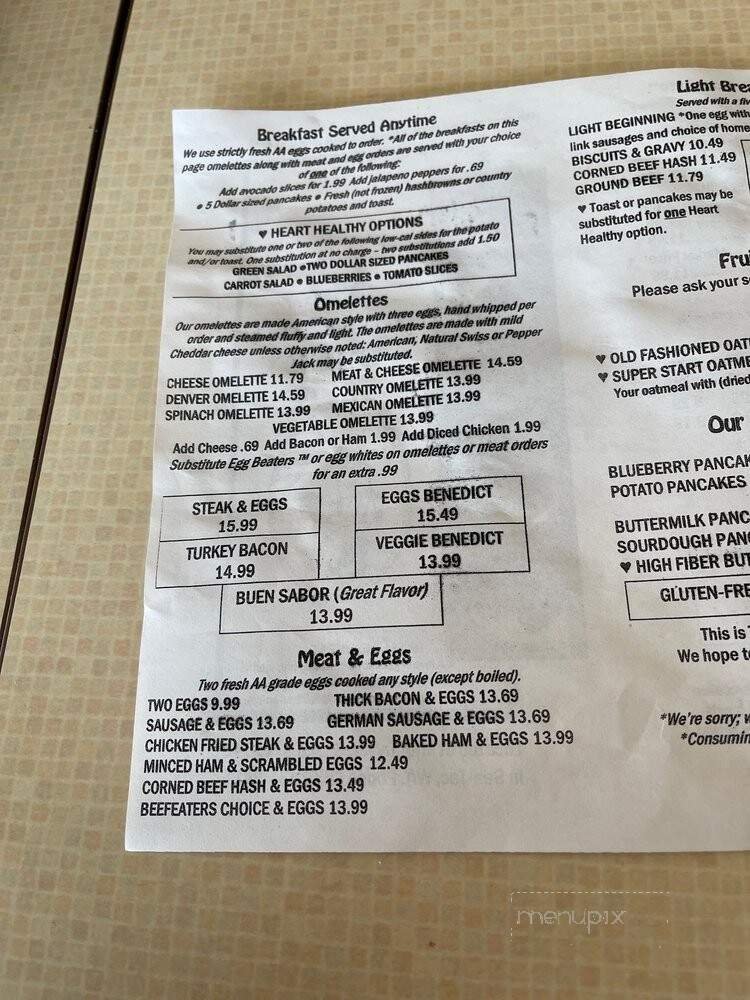 Breakfast Served Anytime
We use strictly fresh AA eggs cooked to order. *All of the breakfasts on this
page omelettes along with meat and egg orders are served with your choice
of one of the following:
Add avocado slices for 1.99 Add jalapeno peppers for .69
● 5 Dollar sized pancakes ● Fresh (not frozen) hashbrowns or country
potatoes and toast.
♥ HEART HEALTHY OPTIONS
You may substitute one or two of the following low-cal sides for the potato
and/or toast. One substitution at no charge – two substitutions add 1.50
GREEN SALAD ●TWO DOLLAR SIZED PANCAKES
CARROT SALAD ● BLUEBERRIES ● TOMATO SLICES
Omelettes
Our omelettes are made American style with three eggs, hand whipped per
order and steamed fluffy and light. The omelettes are made with mild
Cheddar cheese unless otherwise noted: American, Natural Swiss or Pepper
Jack may be substituted.
CHEESE OMELETTE 11.79 MEAT & CHEESE OMELETTE 14.59
DENVER OMELETTE 14.59 COUNTRY OMELETTE 13.99
SPINACH OMELETTE 13.99 MEXICAN OMELETTE 13.99
VEGETABLE OMELETTE 13.99
Add Cheese .69 Add Bacon or Ham 1.99 Add Diced Chicken 1.99
Substitute Egg Beaters ™ or egg whites on omelettes or meat orders
for an extra .99
STEAK & EGGS
15.99
EGGS BENEDICT
15.49
TURKEY BACON
14.99
VEGGIE BENEDICT
13.99
BUEN SABOR (Great Flavor)
13.99
Meat & Eggs
Two fresh AA grade eggs cooked any style (except boiled).
TWO EGGS 9.99 THICK BACON & EGGS 13.69
SAUSAGE & EGGS 13.69 GERMAN SAUSAGE & EGGS 13.69
CHICKEN FRIED STEAK & EGGS 13.99 BAKED HAM & EGGS 13.99
MINCED HAM & SCRAMBLED EGGS 12.49
CORNED BEEF HASH & EGGS 13.49
BEEFEATERS CHOICE & EGGS 13.99
Light Brea
Served with a fiv
LIGHT BEGINNING *One egg with
link sausages and choice of home
BISCUITS & GRAVY 10.49
CORNED BEEF HASH 11.49
GROUND BEEF 11.79
♥ Toast or pancakes may be
substituted for one Heart
Healthy option.
Frui
Please ask your s
♥ OLD FASHIONED OAT
♥ SUPER START OATME
Your oatmeal with (dried
Our
BLUEBERRY PANCAK
POTATO PANCAKES
BUTTERMILK PANC
SOURDOUGH PANC
♥ HIGH FIBER BUT
GLUTEN-FRE
This is
We hope to
*We're sorry; w
*Consumin
menupix